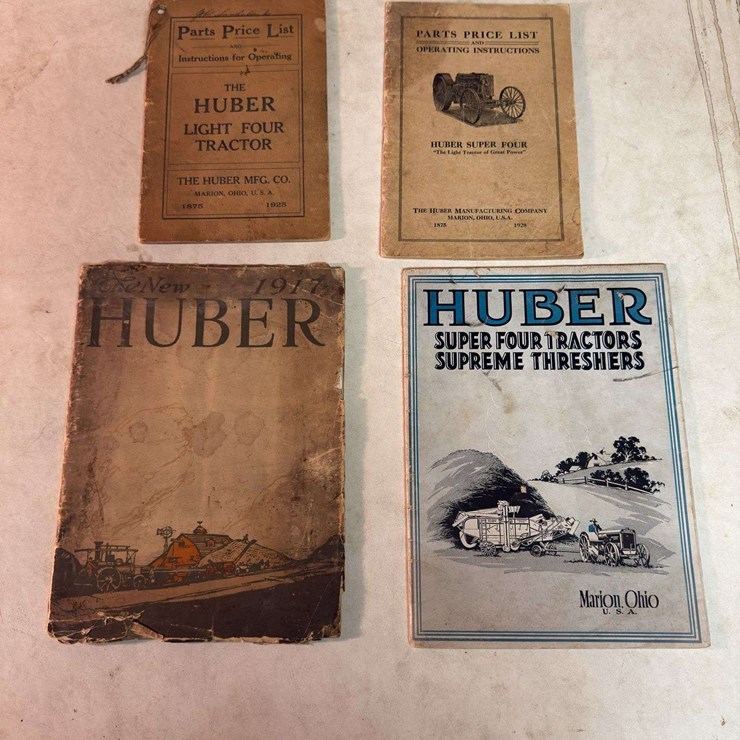 Parts Price List
AND
Instructions for Operating
THE
HUBER
LIGHT FOUR
TRACTOR
THE HUBER MFG. CO.
MARION, OHIO, U. S. A.
1875 1925
PARTS PRICE LIST
AND
OPERATING INSTRUCTIONS
HUBER SUPER FOUR
"The Light Tractor of Great Power"
THE HUBER MANUFACTURING COMPANY
MARION, OHIO, U.S.A.
1875 1926
The New 1917
HUBER
HUBER
SUPER FOUR TRACTORS
SUPREME THRESHERS
Marion, Ohio
U. S. A.